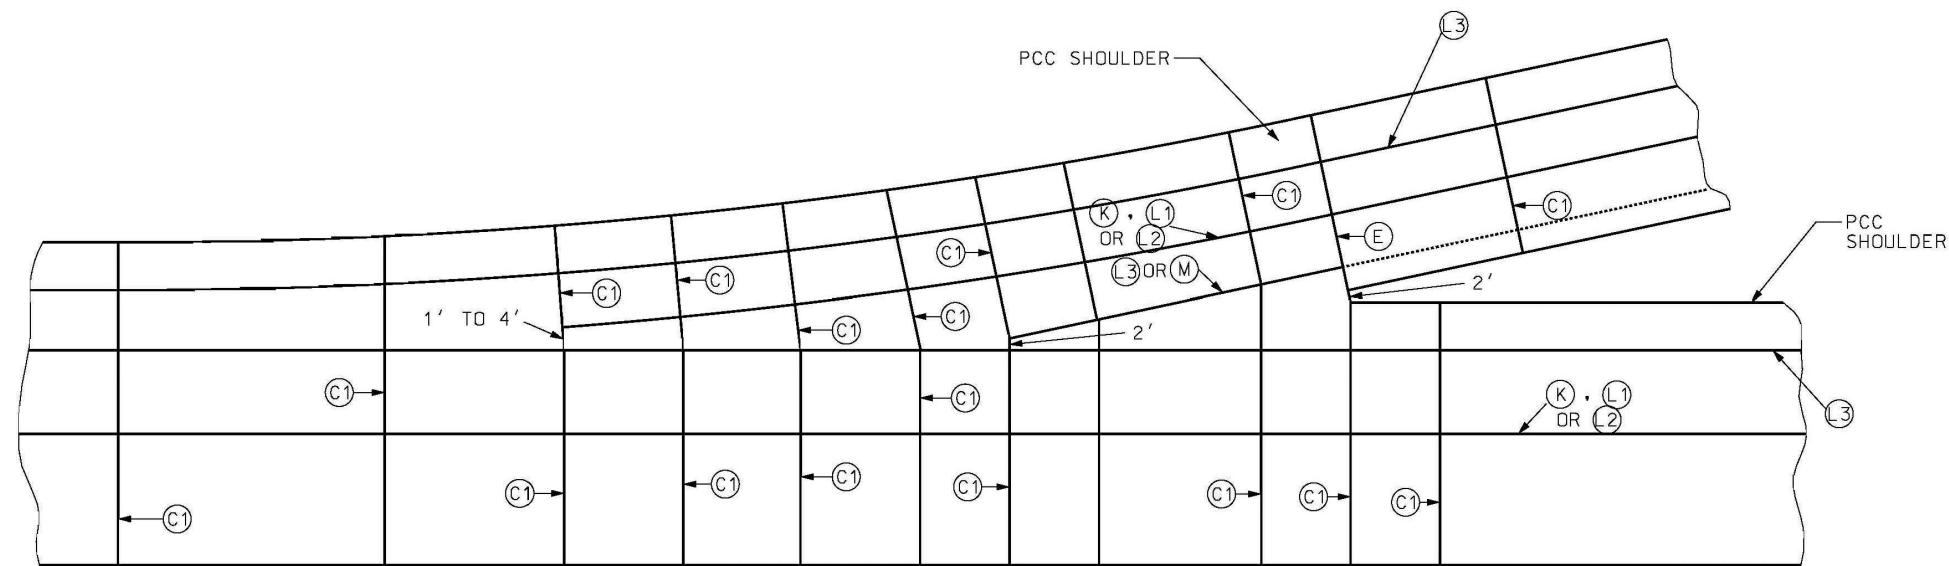 L3
PCC SHOULDER
K , L1
OR L2
C1
C1
C1
E
PCC
SHOULDER
C1
C1
C1
L3 OR M
2'
1' TO 4'
C1
C1
2'
C1
C1
K , L1
OR L2
L3
C1
C1
C1
C1
C1
C1
C1
C1
C1